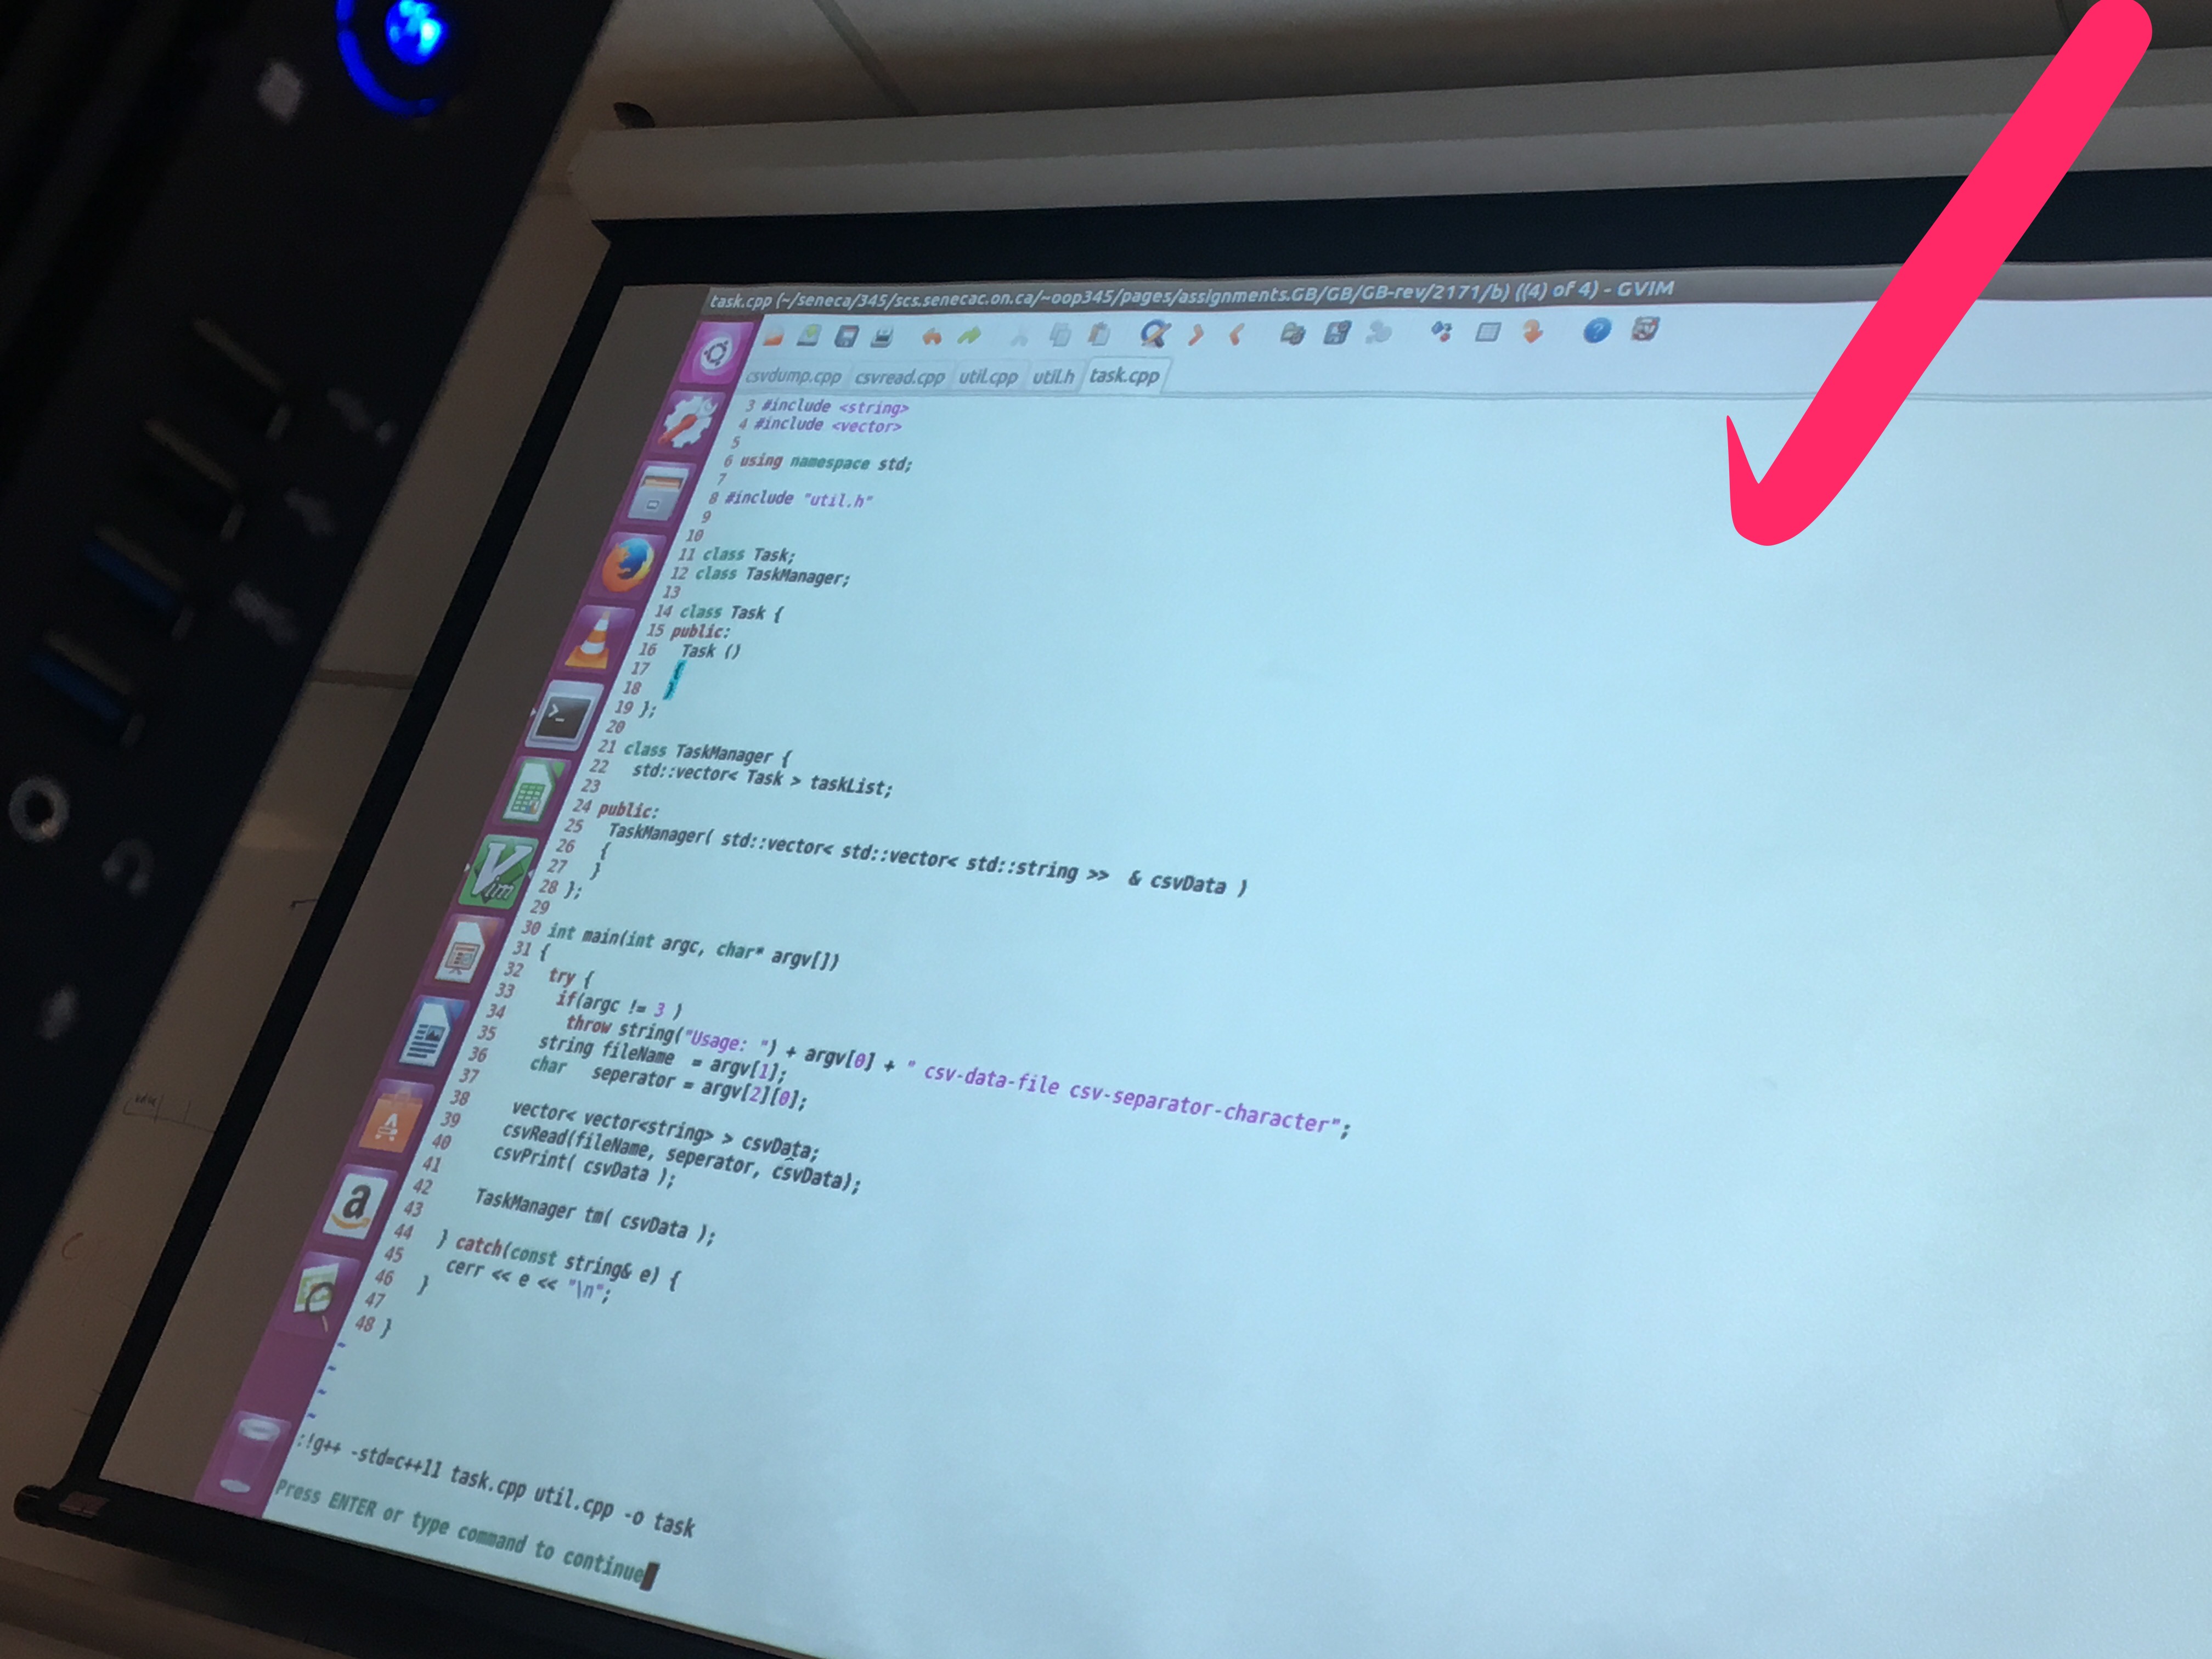 task.cpp (~/seneca/345/scs.senecac.on.ca/~oop345/pages/assignments.GB/GB/GB-rev/2171/b) ((4) of 4) - GVIM
csvdump.cpp csvread.cpp util.cpp util.h task.cpp
3 #include <string>
4 #include <vector>
5
6 using namespace std;
7
8 #include "util.h"
9
10
11 class Task;
12 class TaskManager;
13
14 class Task {
15 public:
16 Task ()
17 {
18 }
19 };
20
21 class TaskManager {
22 std::vector< Task > taskList;
23
24 public:
25 TaskManager( std::vector< std::vector< std::string >> & csvData )
26 {
27 }
28 };
29
30 int main(int argc, char* argv[])
31 {
32 try {
33 if(argc != 3 )
34 throw string("Usage: ") + argv[0] + " csv-data-file csv-separator-character";
35 string fileName = argv[1];
36 char seperator = argv[2][0];
37
38 vector< vector<string> > csvData;
39 csvRead(fileName, seperator, csvData);
40 csvPrint( csvData );
41
42 TaskManager tm( csvData );
43
44 } catch(const string& e) {
45 cerr << e << "\n";
46 }
47
48 }
~
~
~
~
:!g++ -std=c++11 task.cpp util.cpp -o task
Press ENTER or type command to continue